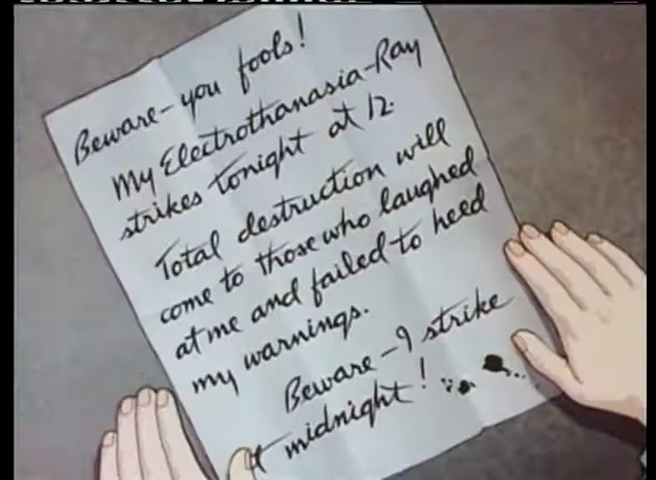 Beware-you fools!
My Electrothanasia-Ray
strikes tonight at 12.
Total destruction will
come to those who laughed
at me and failed to heed
my warnings.
Beware-I strike
at midnight!